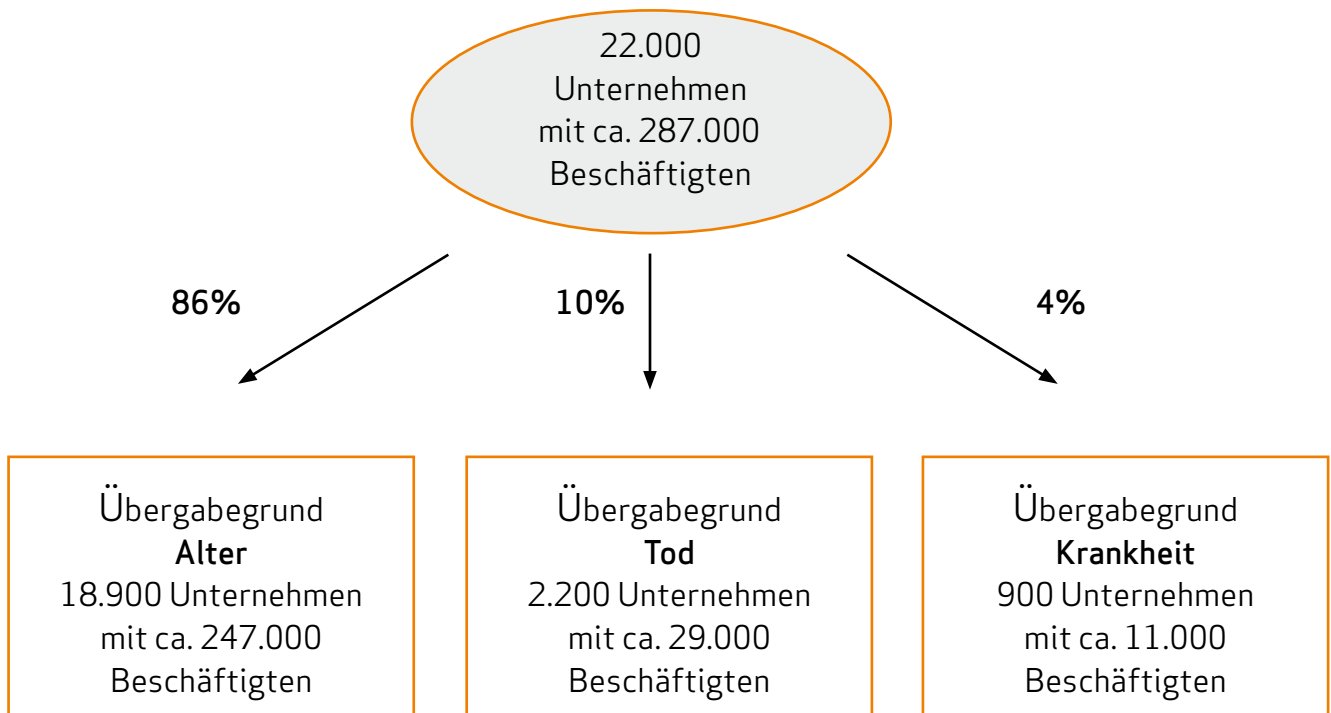 22.000
Unternehmen
mit ca. 287.000
Beschäftigten
86%
10%
4%
Übergabegrund
Alter
18.900 Unternehmen
mit ca. 247.000
Beschäftigten
Übergabegrund
Tod
2.200 Unternehmen
mit ca. 29.000
Beschäftigten
Übergabegrund
Krankheit
900 Unternehmen
mit ca. 11.000
Beschäftigten